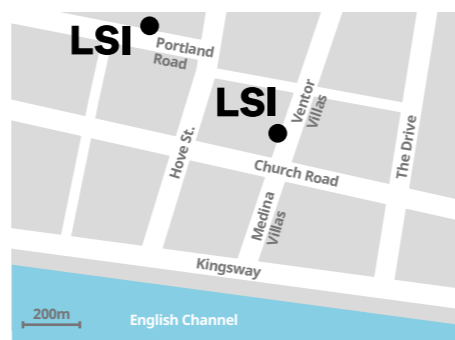 LSI
Portland
Road
LSI
Ventor
Villas
Hove St.
The Drive
Church Road
Medina
Villas
Kingsway
200m
English Channel